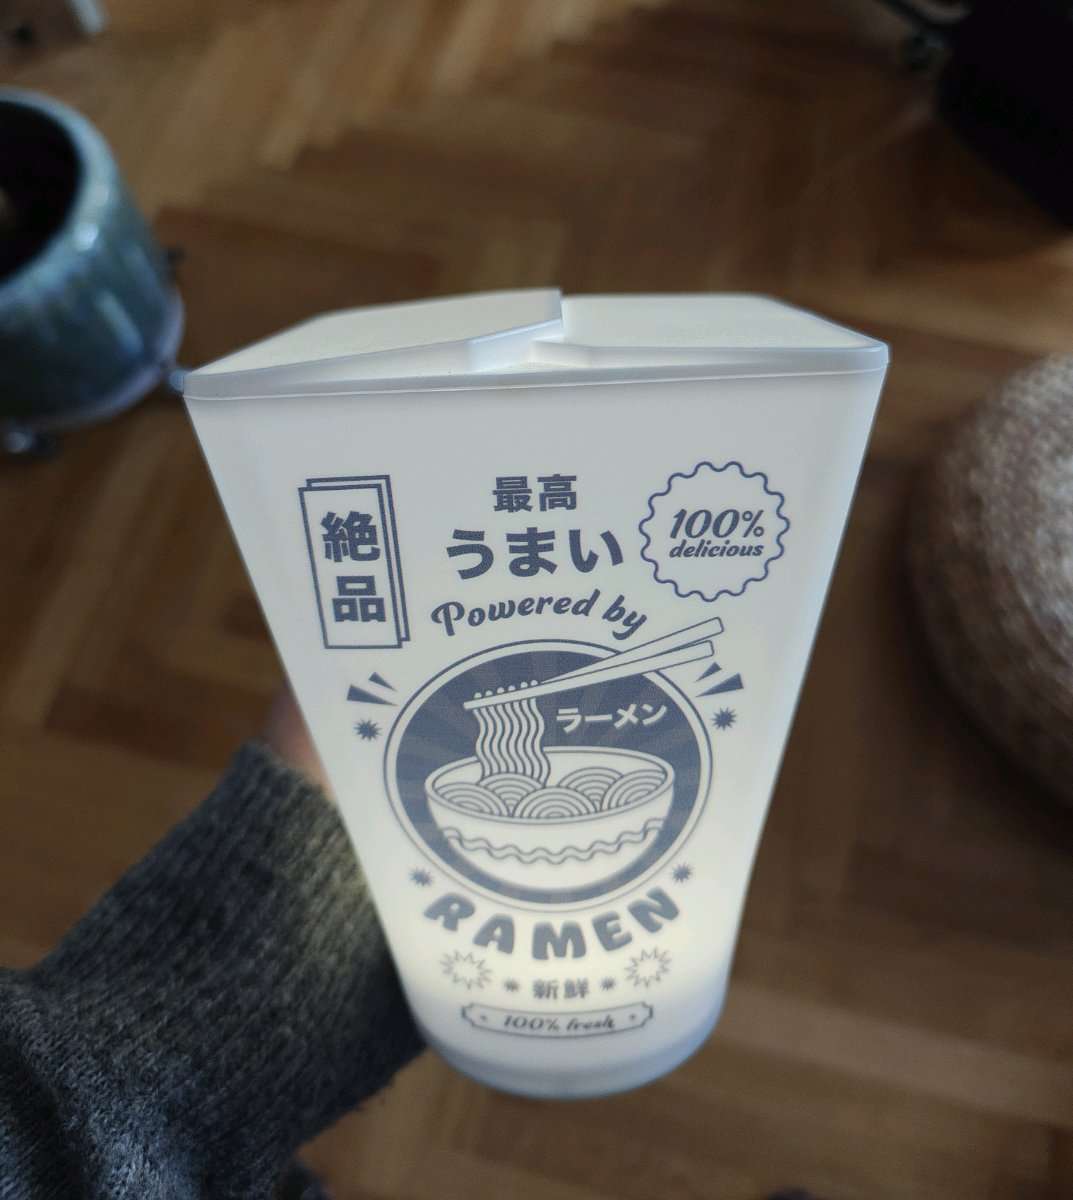 絶品
最高
うまい
100%
delicious
Powered by
ラーメン
RAMEN
新鮮
100% fresh